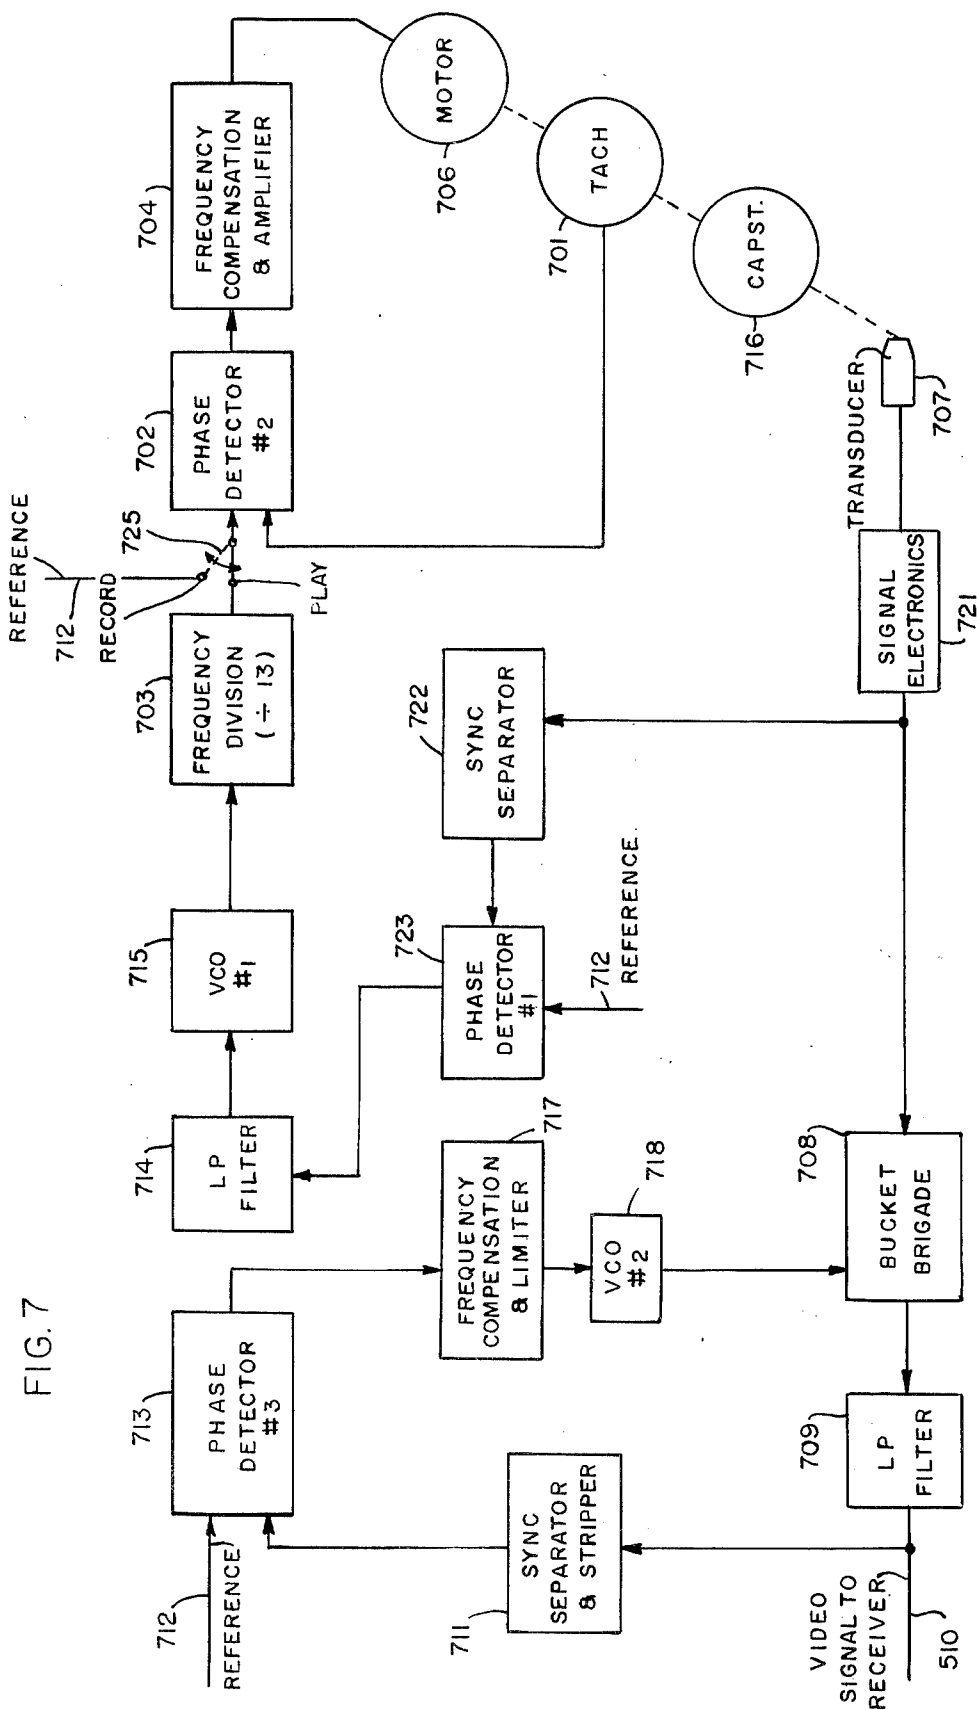 FIG. 7
712
REFERENCE
713
PHASE
DETECTOR
#3
714
LP
FILTER
715
VCO
#1
703
FREQUENCY
DIVISION
(÷ 13)
REFERENCE
712
RECORD
725
PLAY
702
PHASE
DETECTOR
#2
704
FREQUENCY
COMPENSATION
& AMPLIFIER
MOTOR
706
TACH
701
CAPST.
716
TRANSDUCER
707
711
SYNC
SEPARATOR
& STRIPPER
717
FREQUENCY
COMPENSATION
& LIMITER
718
VCO
#2
723
PHASE
DETECTOR
#1
712
REFERENCE
722
SYNC
SEPARATOR
VIDEO
SIGNAL TO
RECEIVER
510
709
LP
FILTER
708
BUCKET
BRIGADE
SIGNAL
ELECTRONICS
721